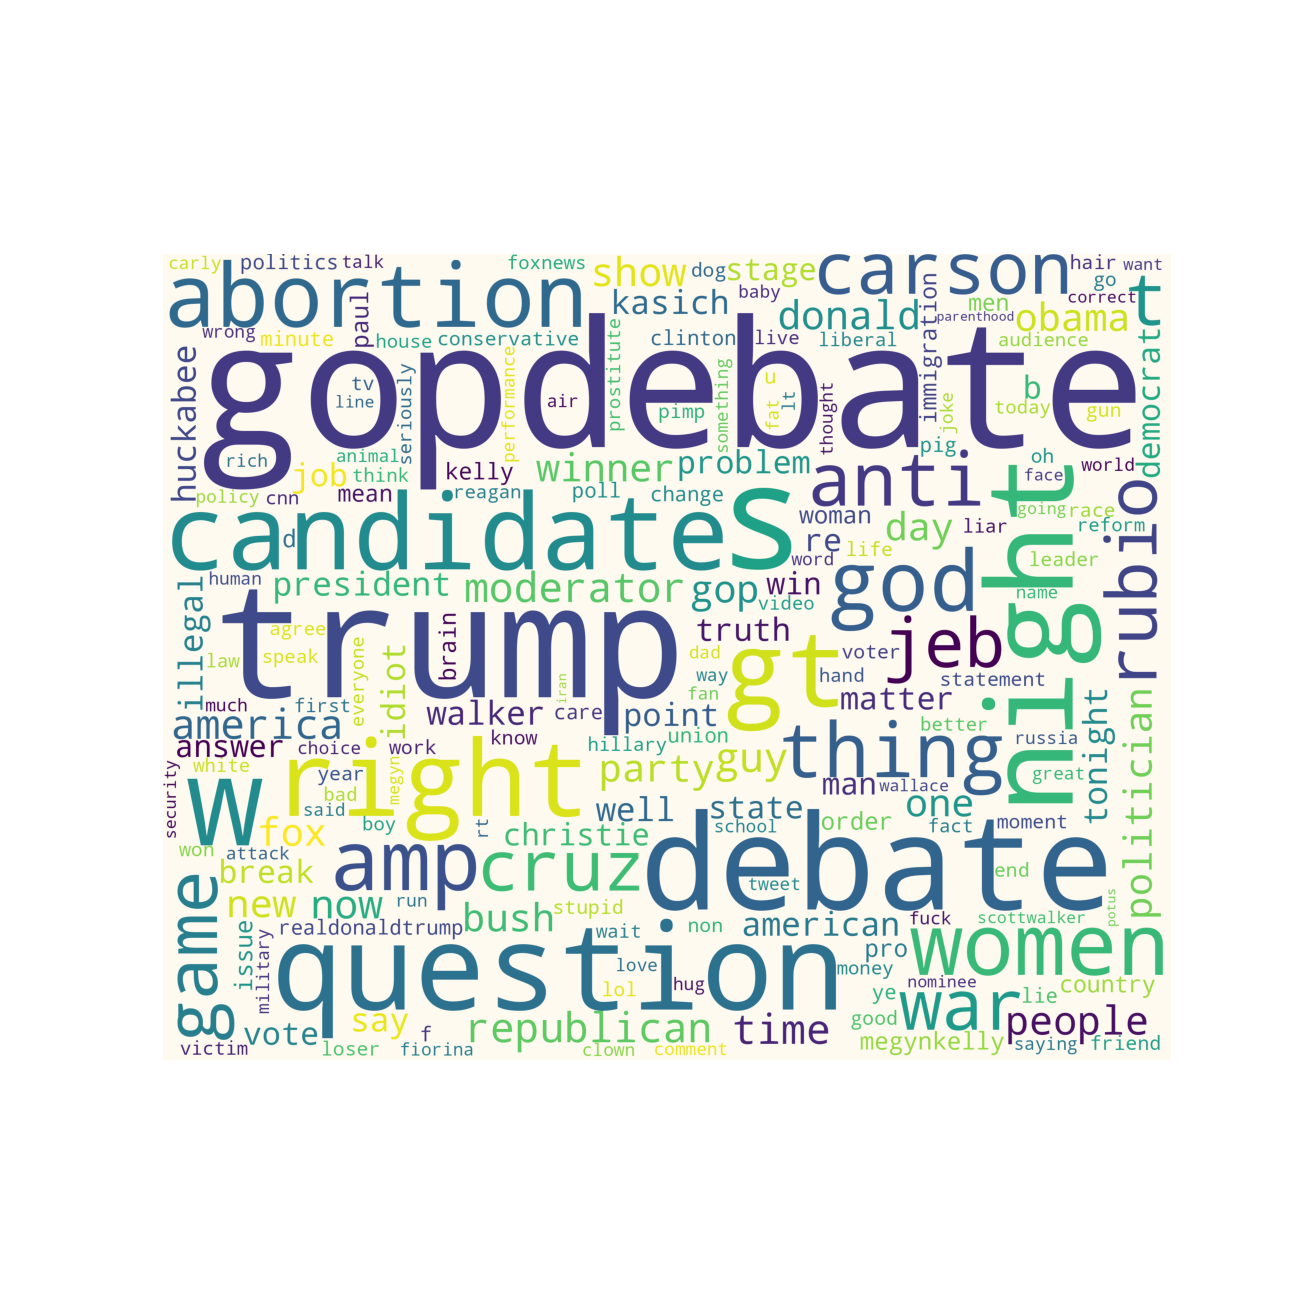 carly politics talk foxnews show dog stage carson hair want
abortion kasich baby donald men go correct t
wrong minute paul house conservative prostitute clinton live liberal immigration parenthood obama audience democrat
huckabee gopdebate
tv line seriously performance air pimp something fat u lt thought joke b today gun
rich animal job think kelly winner problem anti pig oh face world
policy cnn mean reagan poll change woman day liar going race reform
candidate s d re life word night rubio
human president moderator gop win video god leader name
illegal trump agree brain truth jeb
law speak everyone idiot dad gt voter way hand statement
much first iran fan matter
america walker care point better politician
answer choice know hillary union thing russia tonight
white work right party guy
security year megyn man wallace great
w bad said well state one moment
fox boy rt christie school order fact
won attack amp cruz debate
break tweet end
game new now run stupid fuck scottwalker potus
issue realdonaldtrump bush wait non american pro women
military question love money nominee
lol hug ye war lie country
vote say f republican time good people
victim loser fiorina clown comment megynkelly saying friend